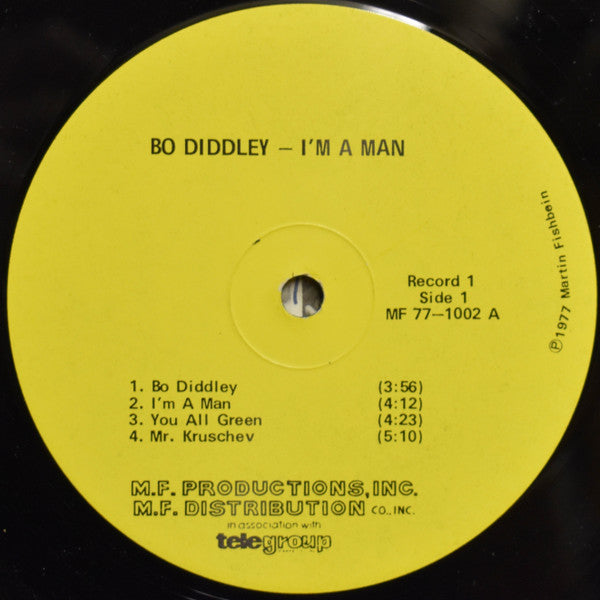 BO DIDDLEY – I'M A MAN
Record 1
Side 1
MF 77–1002 A
℗1977 Martin Fishbein
1. Bo Diddley (3:56)
2. I'm A Man (4:12)
3. You All Green (4:23)
4. Mr. Kruschev (5:10)
M.F. PRODUCTIONS, INC.
M.F. DISTRIBUTION CO., INC.
in association with
telegroup